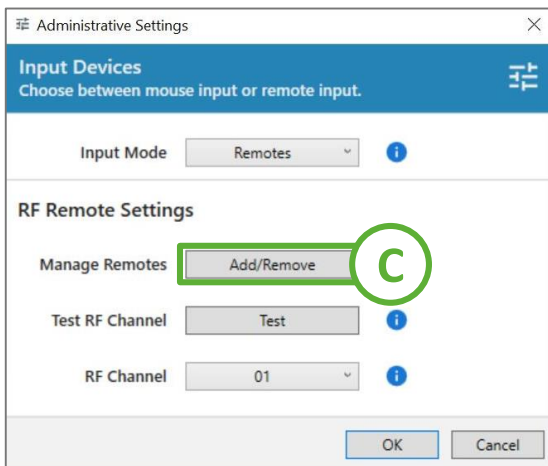 Administrative Settings
Input Devices
Choose between mouse input or remote input.
Input Mode Remotes
RF Remote Settings
Manage Remotes Add/Remove C
Test RF Channel Test
RF Channel 01
OK Cancel